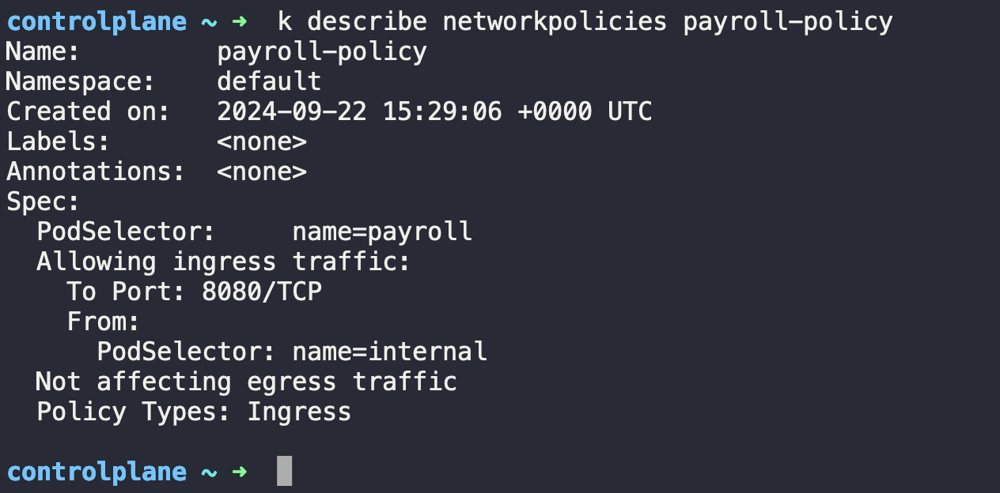 controlplane ~ ➜  k describe networkpolicies payroll-policy
Name:         payroll-policy
Namespace:    default
Created on:   2024-09-22 15:29:06 +0000 UTC
Labels:       <none>
Annotations:  <none>
Spec:
  PodSelector:     name=payroll
  Allowing ingress traffic:
    To Port: 8080/TCP
    From:
      PodSelector: name=internal
  Not affecting egress traffic
  Policy Types: Ingress
controlplane ~ ➜